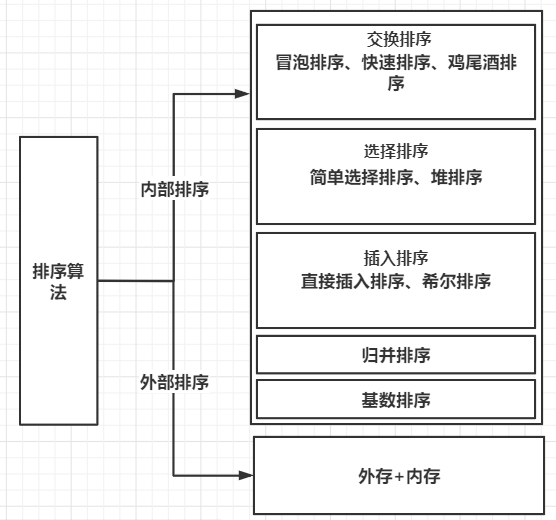 交换排序
冒泡排序、快速排序、鸡尾酒排
序
选择排序
简单选择排序、堆排序
内部排序
插入排序
直接插入排序、希尔排序
排序算
法
归并排序
外部排序
基数排序
外存+内存